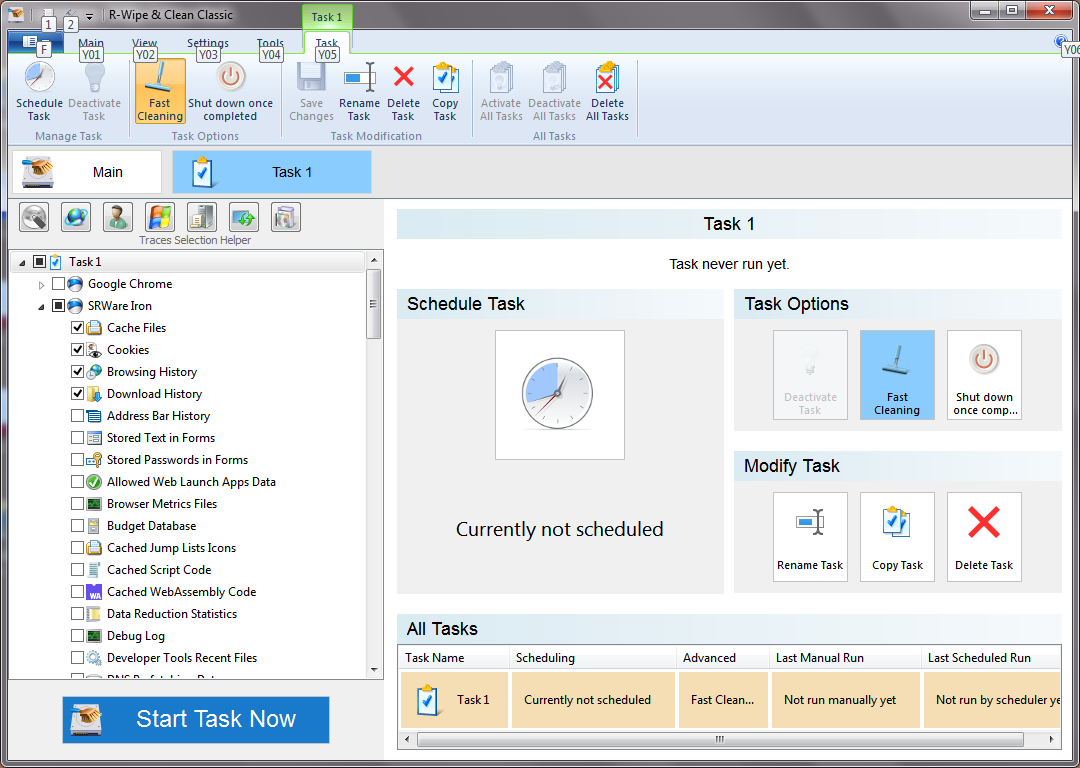 1 2 R-Wipe & Clean Classic
Task 1
F Main View Settings Tools Task
Y01 Y02 Y03 Y04 Y05 Y06
Schedule Task
Deactivate Task
Fast Cleaning
Shut down once completed
Save Changes
Rename Task
Delete Task
Copy Task
Activate All Tasks
Deactivate All Tasks
Delete All Tasks
Manage Task
Task Options
Task Modification
All Tasks
Main
Task 1
Traces Selection Helper
Task 1
Google Chrome
SRWare Iron
Cache Files
Cookies
Browsing History
Download History
Address Bar History
Stored Text in Forms
Stored Passwords in Forms
Allowed Web Launch Apps Data
Browser Metrics Files
Budget Database
Cached Jump Lists Icons
Cached Script Code
WA Cached WebAssembly Code
Data Reduction Statistics
Debug Log
Developer Tools Recent Files
Start Task Now
Task 1
Task never run yet.
Schedule Task
Currently not scheduled
Task Options
Deactivate Task
Fast Cleaning
Shut down once comp...
Modify Task
Rename Task
Copy Task
Delete Task
All Tasks
Task Name Scheduling Advanced Last Manual Run Last Scheduled Run
Task 1 Currently not scheduled Fast Clean... Not run manually yet Not run by scheduler ye